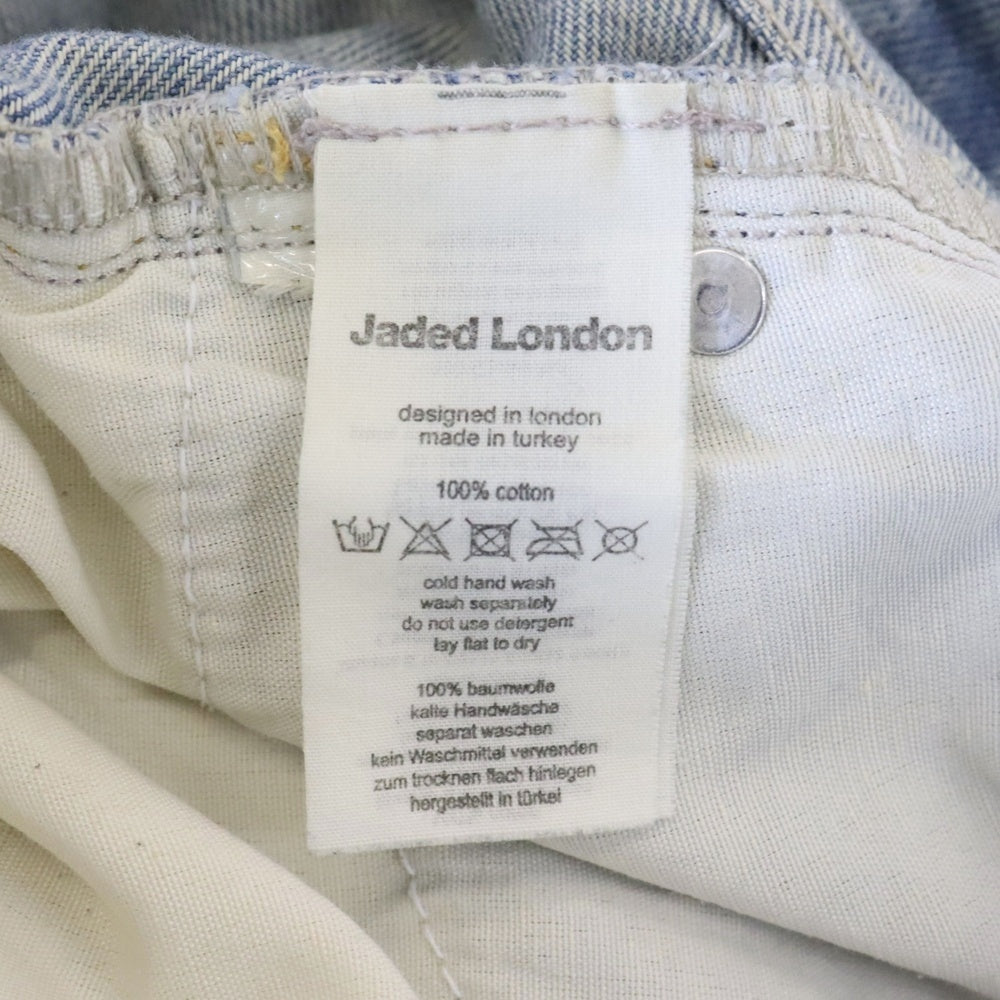 Jaded London
designed in london
made in turkey
100% cotton
cold hand wash
wash separately
do not use detergent
lay flat to dry
100% baumwolle
kalte Handwäsche
separat waschen
kein Waschmittel verwenden
zum trocknen flach hinlegen
hergestellt in türkei